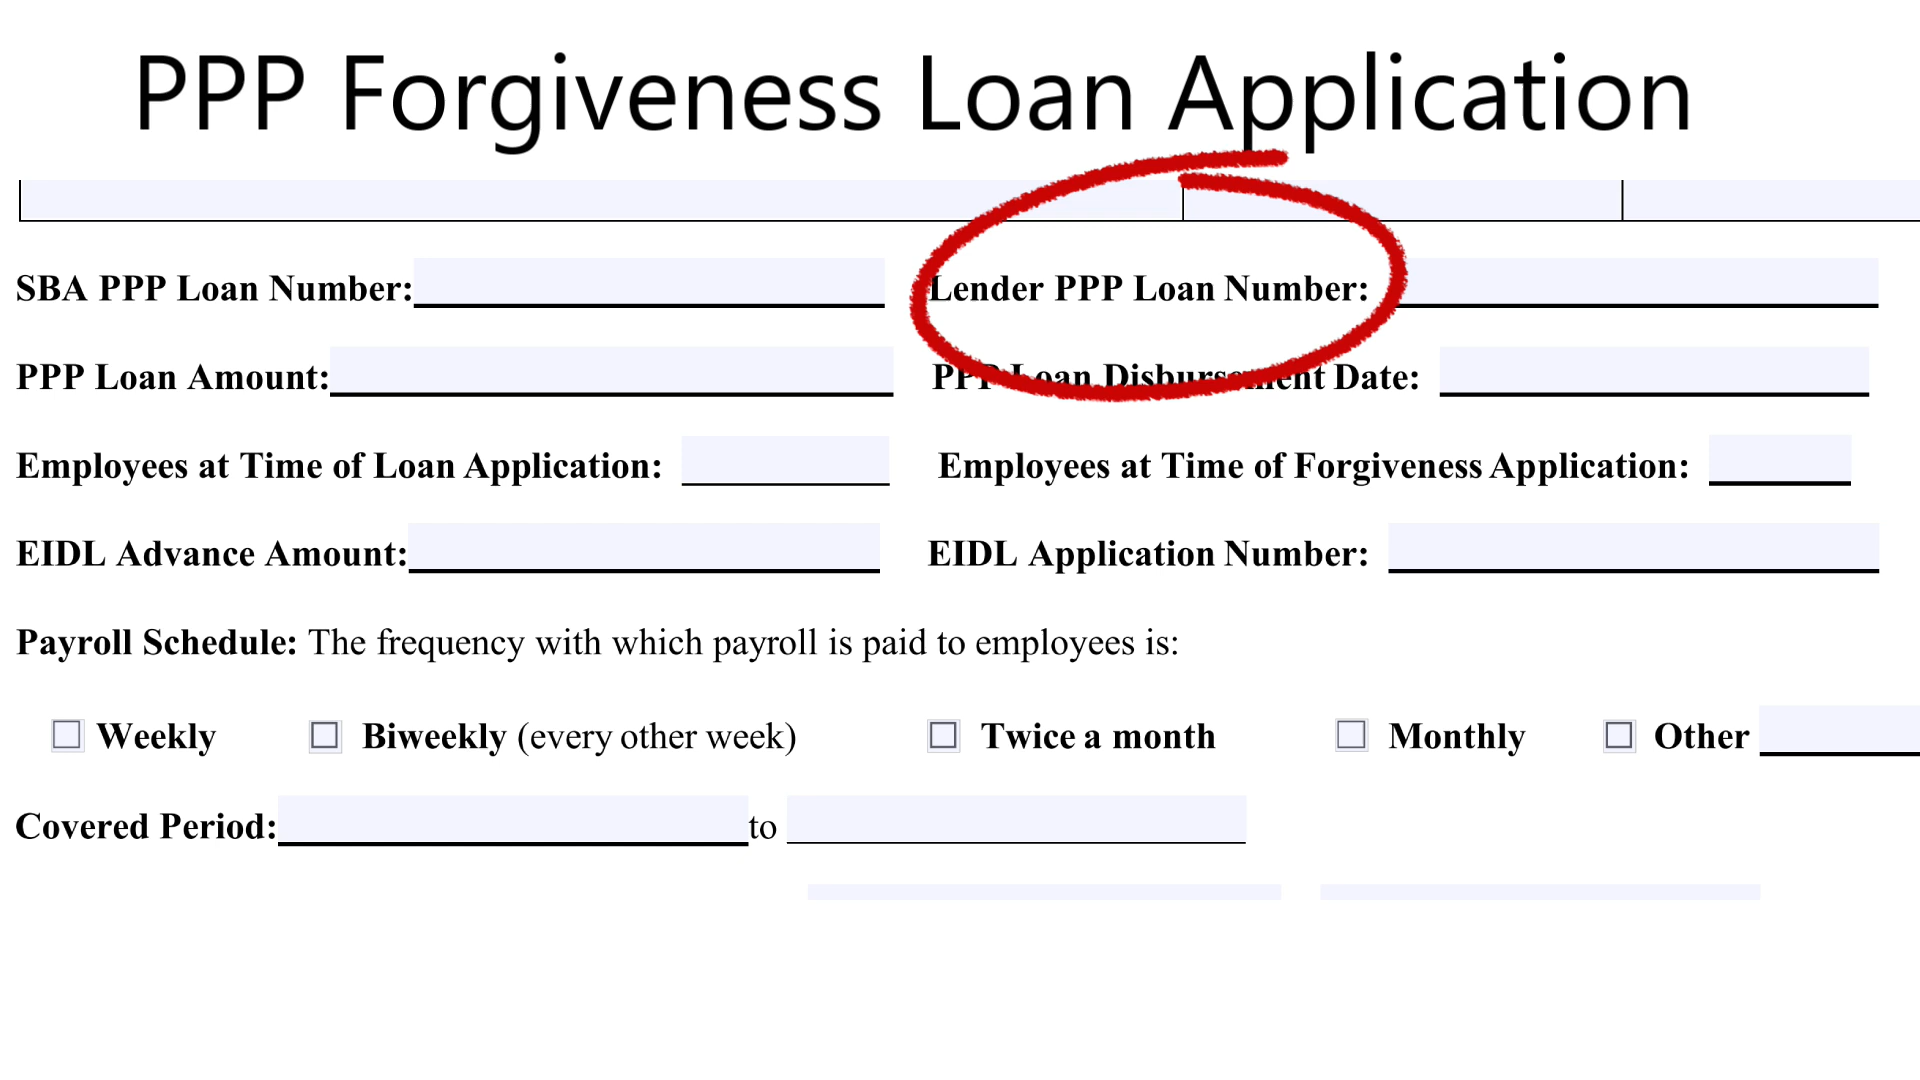 PPP Forgiveness Loan Application
SBA PPP Loan Number: Lender PPP Loan Number:
PPP Loan Amount: PPP Loan Disbursement Date:
Employees at Time of Loan Application: Employees at Time of Forgiveness Application:
EIDL Advance Amount: EIDL Application Number:
Payroll Schedule: The frequency with which payroll is paid to employees is:
Weekly Biweekly (every other week) Twice a month Monthly Other
Covered Period: to